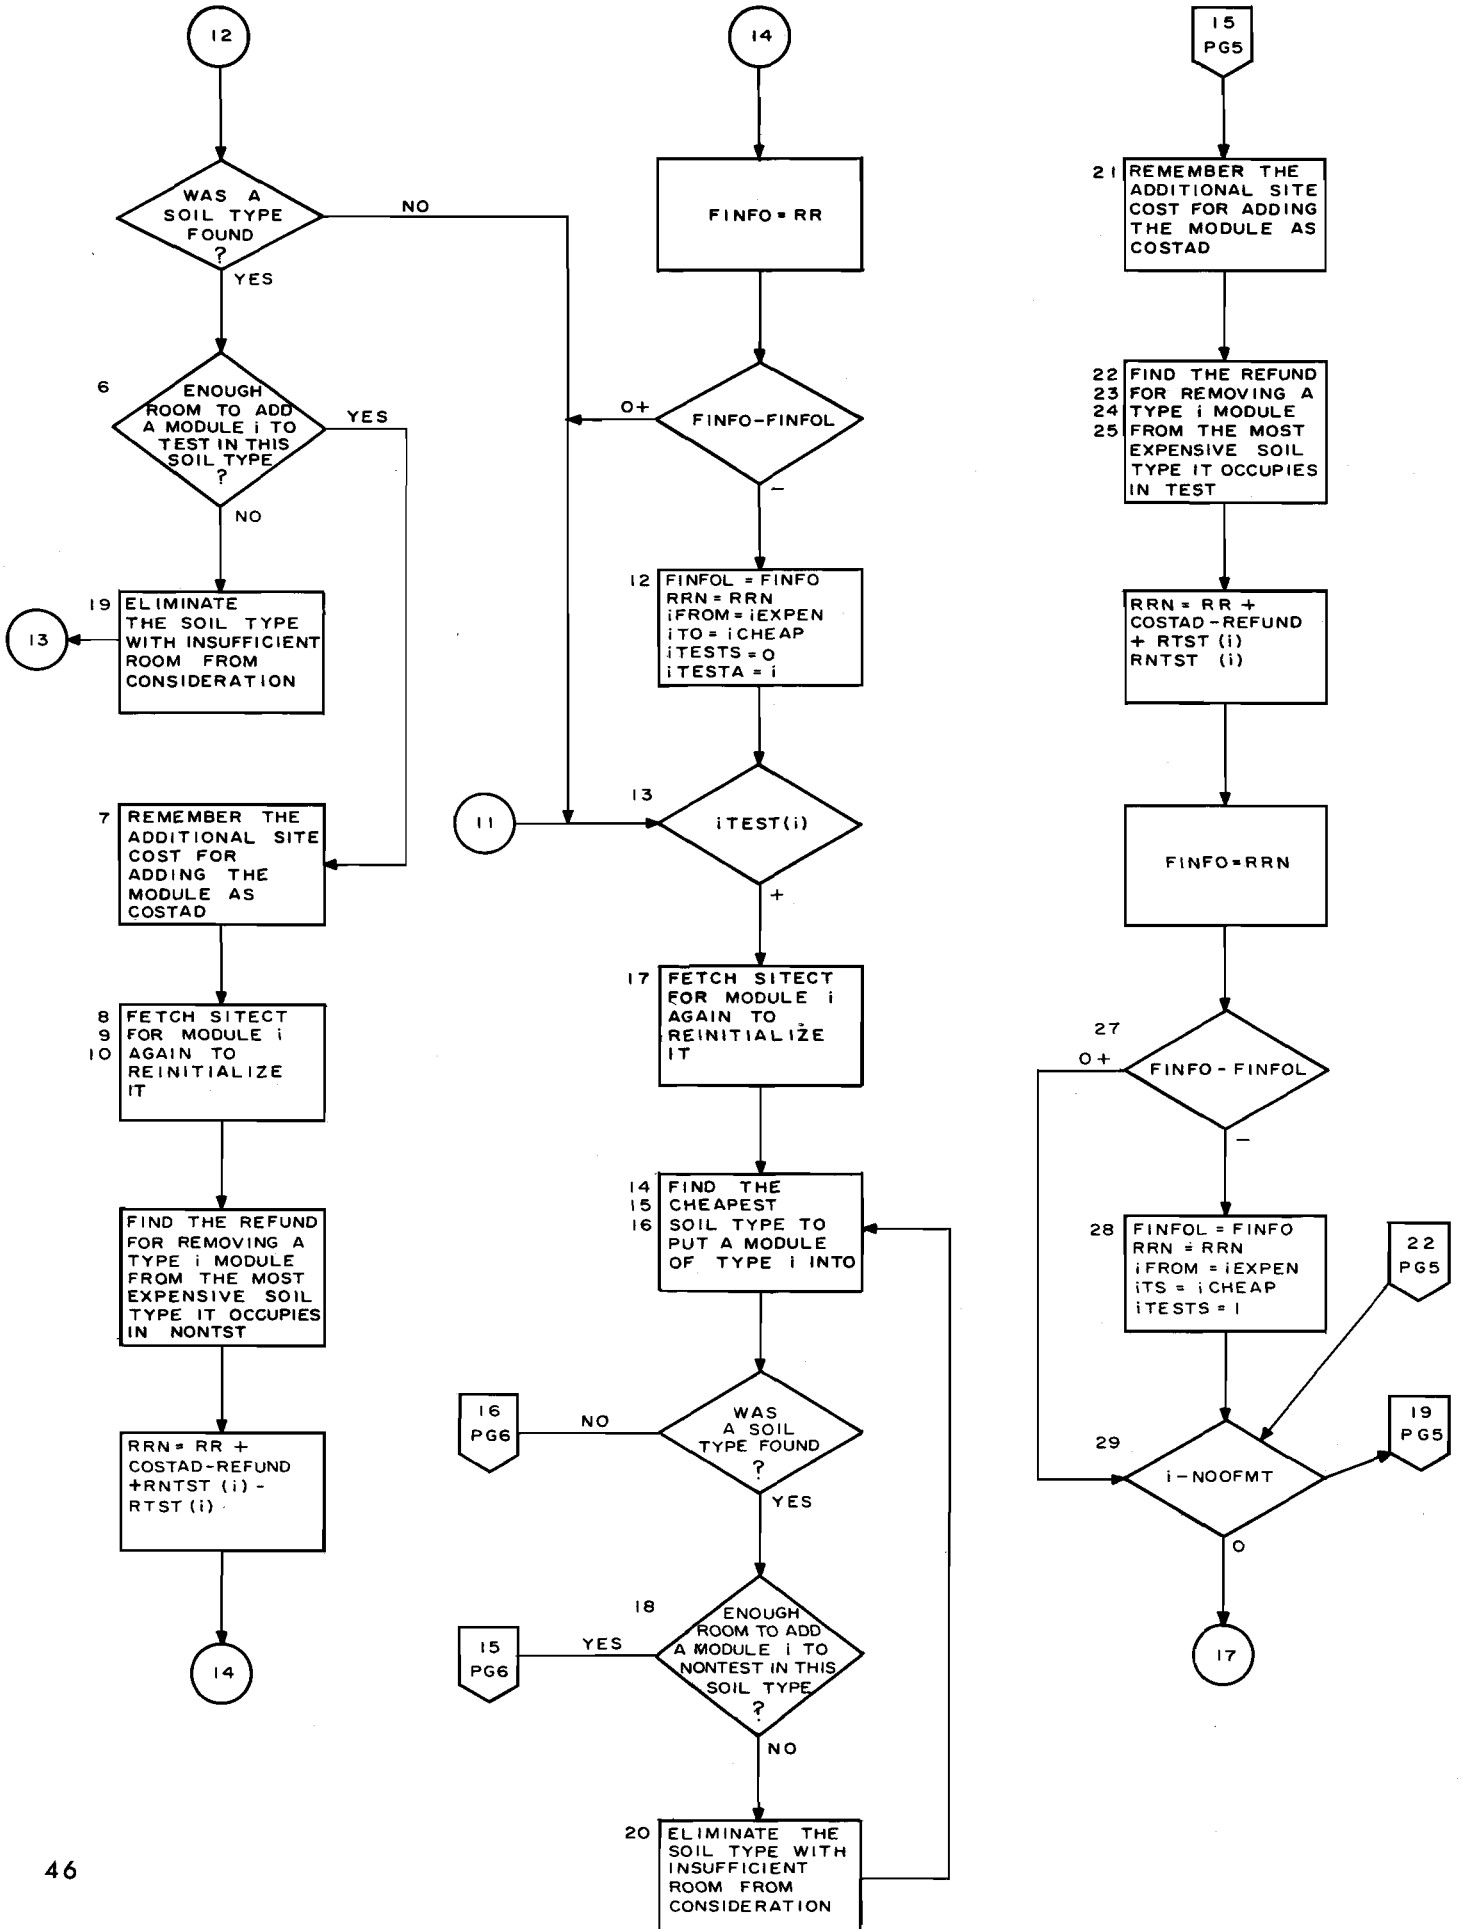 12
WAS A
SOIL TYPE
FOUND
?
NO
YES
6
ENOUGH
ROOM TO ADD
A MODULE i TO
TEST IN THIS
SOIL TYPE
?
YES
NO
19 ELIMINATE
THE SOIL TYPE
WITH INSUFFICIENT
ROOM FROM
CONSIDERATION
13
7 REMEMBER THE
ADDITIONAL SITE
COST FOR
ADDING THE
MODULE AS
COSTAD
8 FETCH SITECT
9 FOR MODULE i
10 AGAIN TO
REINITIALIZE
IT
FIND THE REFUND
FOR REMOVING A
TYPE i MODULE
FROM THE MOST
EXPENSIVE SOIL
TYPE IT OCCUPIES
IN NONTST
RRN = RR +
COSTAD-REFUND
+RNTST (i) -
RTST (i)
14
14
FINFO = RR
FINFO-FINFOL
0+
-
12 FINFOL = FINFO
RRN = RRN
iFROM = iEXPEN
iTO = iCHEAP
iTESTS = 0
iTESTA = i
11
13
iTEST(i)
+
17 FETCH SITECT
FOR MODULE i
AGAIN TO
REINITIALIZE
IT
14 FIND THE
15 CHEAPEST
16 SOIL TYPE TO
PUT A MODULE
OF TYPE i INTO
WAS
A SOIL
TYPE FOUND
?
NO
16
PG6
YES
18
ENOUGH
ROOM TO ADD
A MODULE i TO
NONTEST IN THIS
SOIL TYPE
?
YES
15
PG6
NO
20 ELIMINATE THE
SOIL TYPE WITH
INSUFFICIENT
ROOM FROM
CONSIDERATION
15
PG5
21 REMEMBER THE
ADDITIONAL SITE
COST FOR ADDING
THE MODULE AS
COSTAD
22 FIND THE REFUND
23 FOR REMOVING A
24 TYPE i MODULE
25 FROM THE MOST
EXPENSIVE SOIL
TYPE IT OCCUPIES
IN TEST
RRN = RR +
COSTAD-REFUND
+ RTST (i)
RNTST (i)
FINFO = RRN
27
0+
FINFO - FINFOL
-
28 FINFOL = FINFO
RRN = RRN
iFROM = iEXPEN
iTS = iCHEAP
iTESTS = 1
22
PG5
19
PG5
29
i-NOOFMT
0
17
46